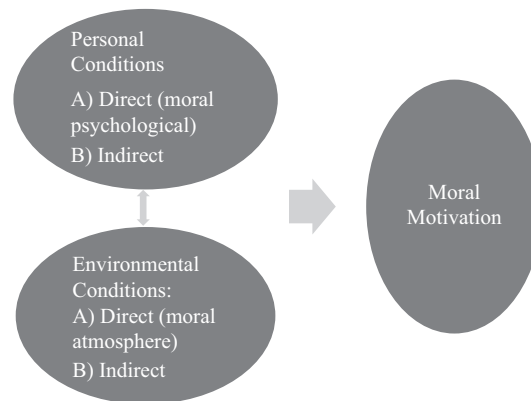 Personal
Conditions
A) Direct (moral
psychological)
B) Indirect
Environmental
Conditions:
A) Direct (moral
atmosphere)
B) Indirect
Moral
Motivation